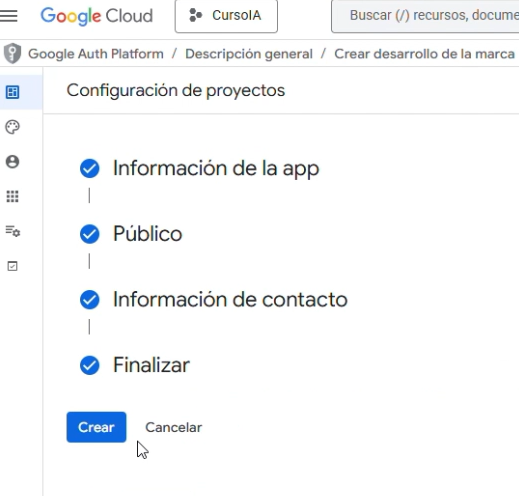 Google Cloud
CursoIA
Buscar (/) recursos, docume
Google Auth Platform / Descripción general / Crear desarrollo de la marca
Configuración de proyectos
Información de la app
Público
Información de contacto
Finalizar
Crear
Cancelar